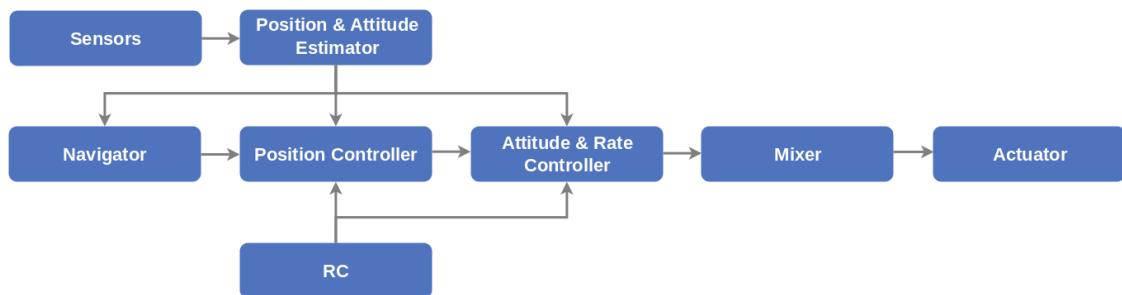 Sensors
Position & Attitude
Estimator
Navigator
Position Controller
Attitude & Rate
Controller
Mixer
Actuator
RC